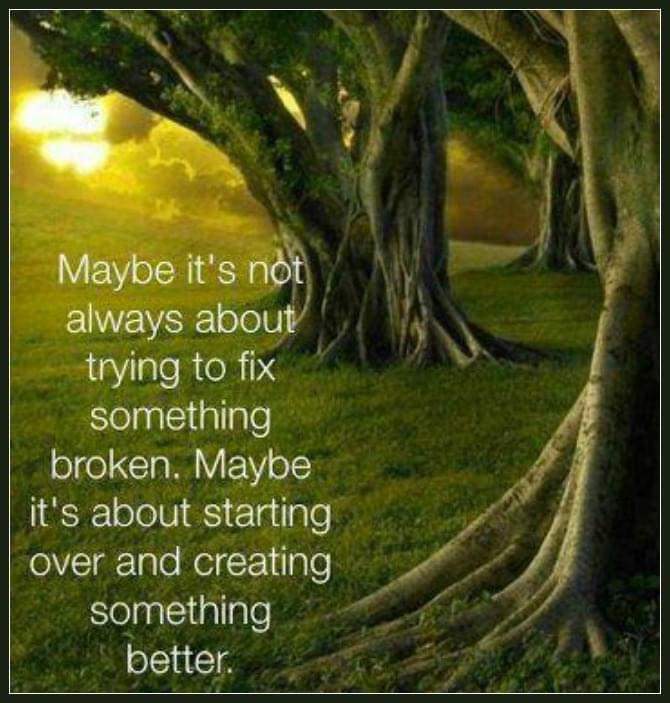 Maybe it's not
always about
trying to fix
something
broken. Maybe
it's about starting
over and creating
something
better.